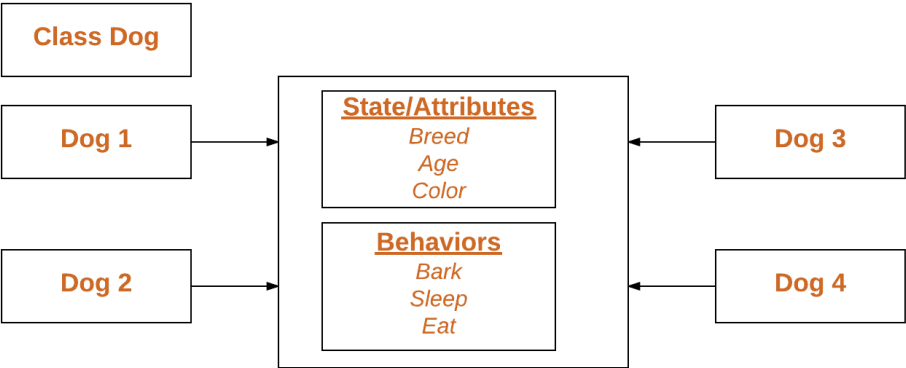 Class Dog
Dog 1
Dog 2
State/Attributes
Breed
Age
Color
Behaviors
Bark
Sleep
Eat
Dog 3
Dog 4